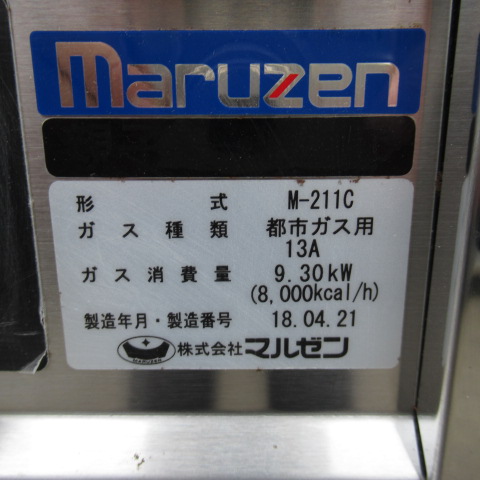 maruzen
形式 M-211C
ガス種類 都市ガス用
13A
ガス消費量 9.30kW
(8,000kcal/h)
製造年月・製造番号 18.04.21
MARUZEN 株式会社マルゼン